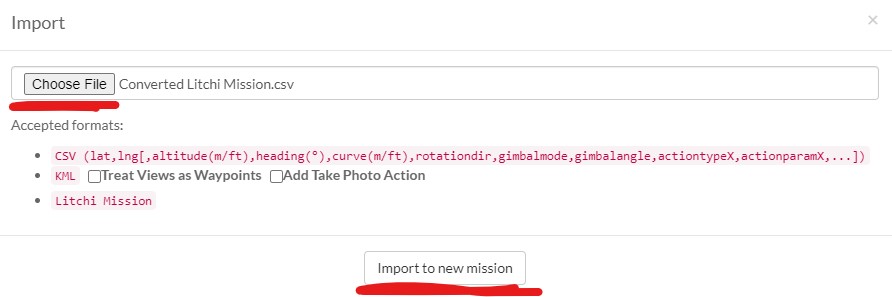 Import ×
Choose File Converted Litchi Mission.csv
Accepted formats:
CSV (lat,lng[,altitude(m/ft),heading(°),curve(m/ft),rotationdir,gimbalmode,gimbalangle,actiontypeX,actionparamX,...])
KML Treat Views as Waypoints Add Take Photo Action
Litchi Mission
Import to new mission